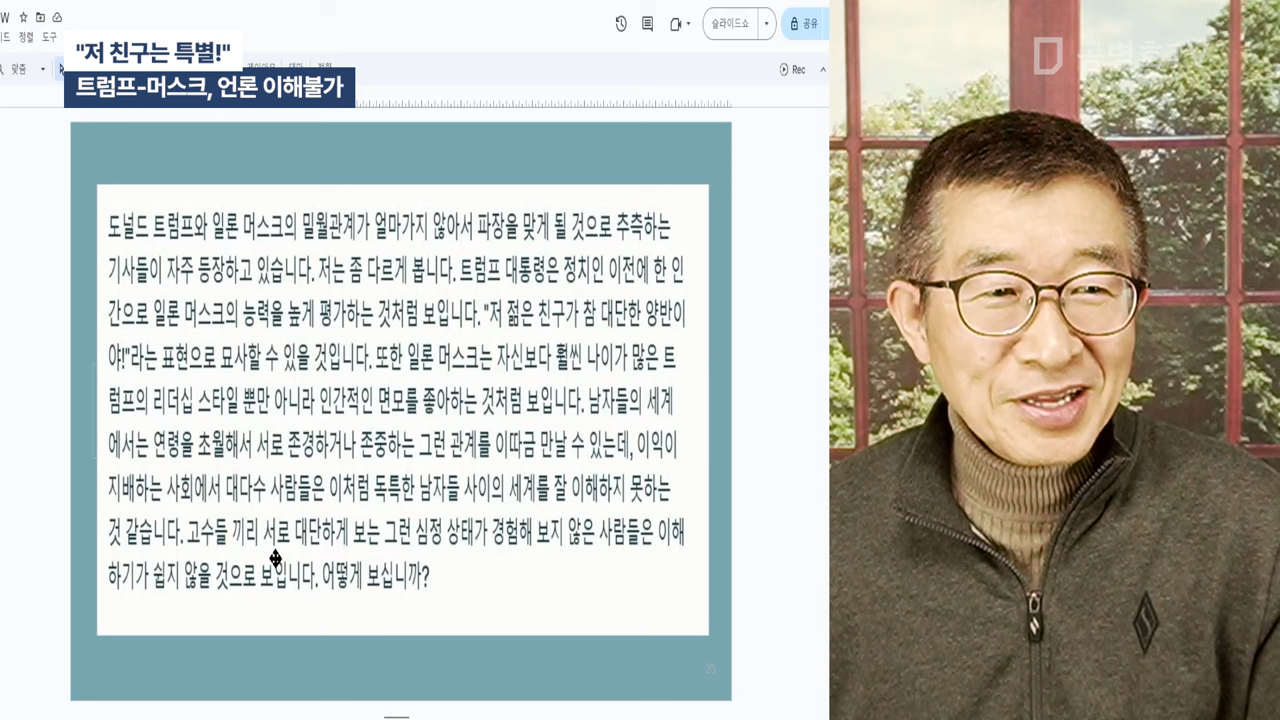 W
정렬 도구
슬라이드쇼
공유
맞춤
Rec
"저 친구는 특별!"
트럼프-머스크, 언론 이해불가
도널드 트럼프와 일론 머스크의 밀월관계가 얼마가지 않아서 파장을 맞게 될 것으로 추측하는
기사들이 자주 등장하고 있습니다. 저는 좀 다르게 봅니다. 트럼프 대통령은 정치인 이전에 한 인
간으로 일론 머스크의 능력을 높게 평가하는 것처럼 보입니다. "저 젊은 친구가 참 대단한 양반이
야!"라는 표현으로 묘사할 수 있을 것입니다. 또한 일론 머스크는 자신보다 훨씬 나이가 많은 트
럼프의 리더십 스타일 뿐만 아니라 인간적인 면모를 좋아하는 것처럼 보입니다. 남자들의 세계
에서는 연령을 초월해서 서로 존경하거나 존중하는 그런 관계를 이따금 만날 수 있는데, 이익이
지배하는 사회에서 대다수 사람들은 이처럼 독특한 남자들 사이의 세계를 잘 이해하지 못하는
것 같습니다. 고수들 끼리 서로 대단하게 보는 그런 심정 상태가 경험해 보지 않은 사람들은 이해
하기가 쉽지 않을 것으로 보입니다. 어떻게 보십니까?
25